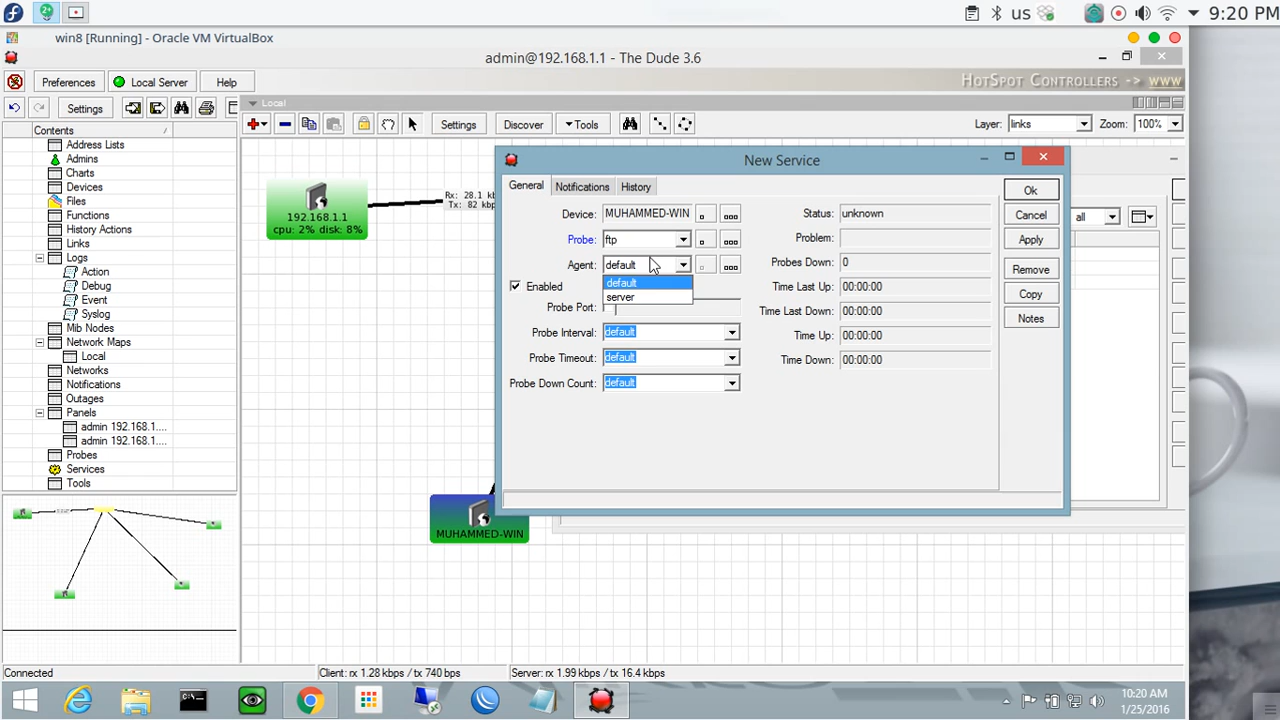 2
us
9:20 PM
win8 [Running] - Oracle VM VirtualBox
admin@192.168.1.1 - The Dude 3.6
Preferences
Local Server
Help
HotSpot Controllers -> www
Settings
Local
Settings
Discover
Tools
Layer:
links
Zoom:
100%
Contents
Address Lists
Admins
Charts
Devices
Files
Functions
History Actions
Links
Logs
Action
Debug
Event
Syslog
Mib Nodes
Network Maps
Local
Networks
Notifications
Outages
Panels
admin 192.168.1....
admin 192.168.1....
Probes
Services
Tools
192.168.1.1
cpu: 2% disk: 8%
Rx: 28.1 kb
Tx: 82 kbp
MUHAMMED-WIN
all
New Service
General
Notifications
History
Device:
MUHAMMED-WIN
Probe:
ftp
Agent:
default
default
server
Enabled
Probe Port:
Probe Interval:
default
Probe Timeout:
default
Probe Down Count:
default
Status:
unknown
Problem:
Probes Down:
0
Time Last Up:
00:00:00
Time Last Down:
00:00:00
Time Up:
00:00:00
Time Down:
00:00:00
Ok
Cancel
Apply
Remove
Copy
Notes
Connected
Client: rx 1.28 kbps / tx 740 bps
Server: rx 1.99 kbps / tx 16.4 kbps
10:20 AM
1/25/2016